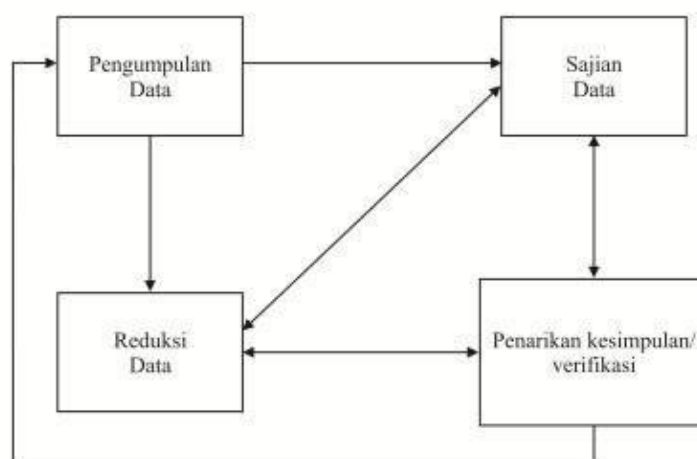 Pengumpulan
Data
Sajian
Data
Reduksi
Data
Penarikan kesimpulan/
verifikasi